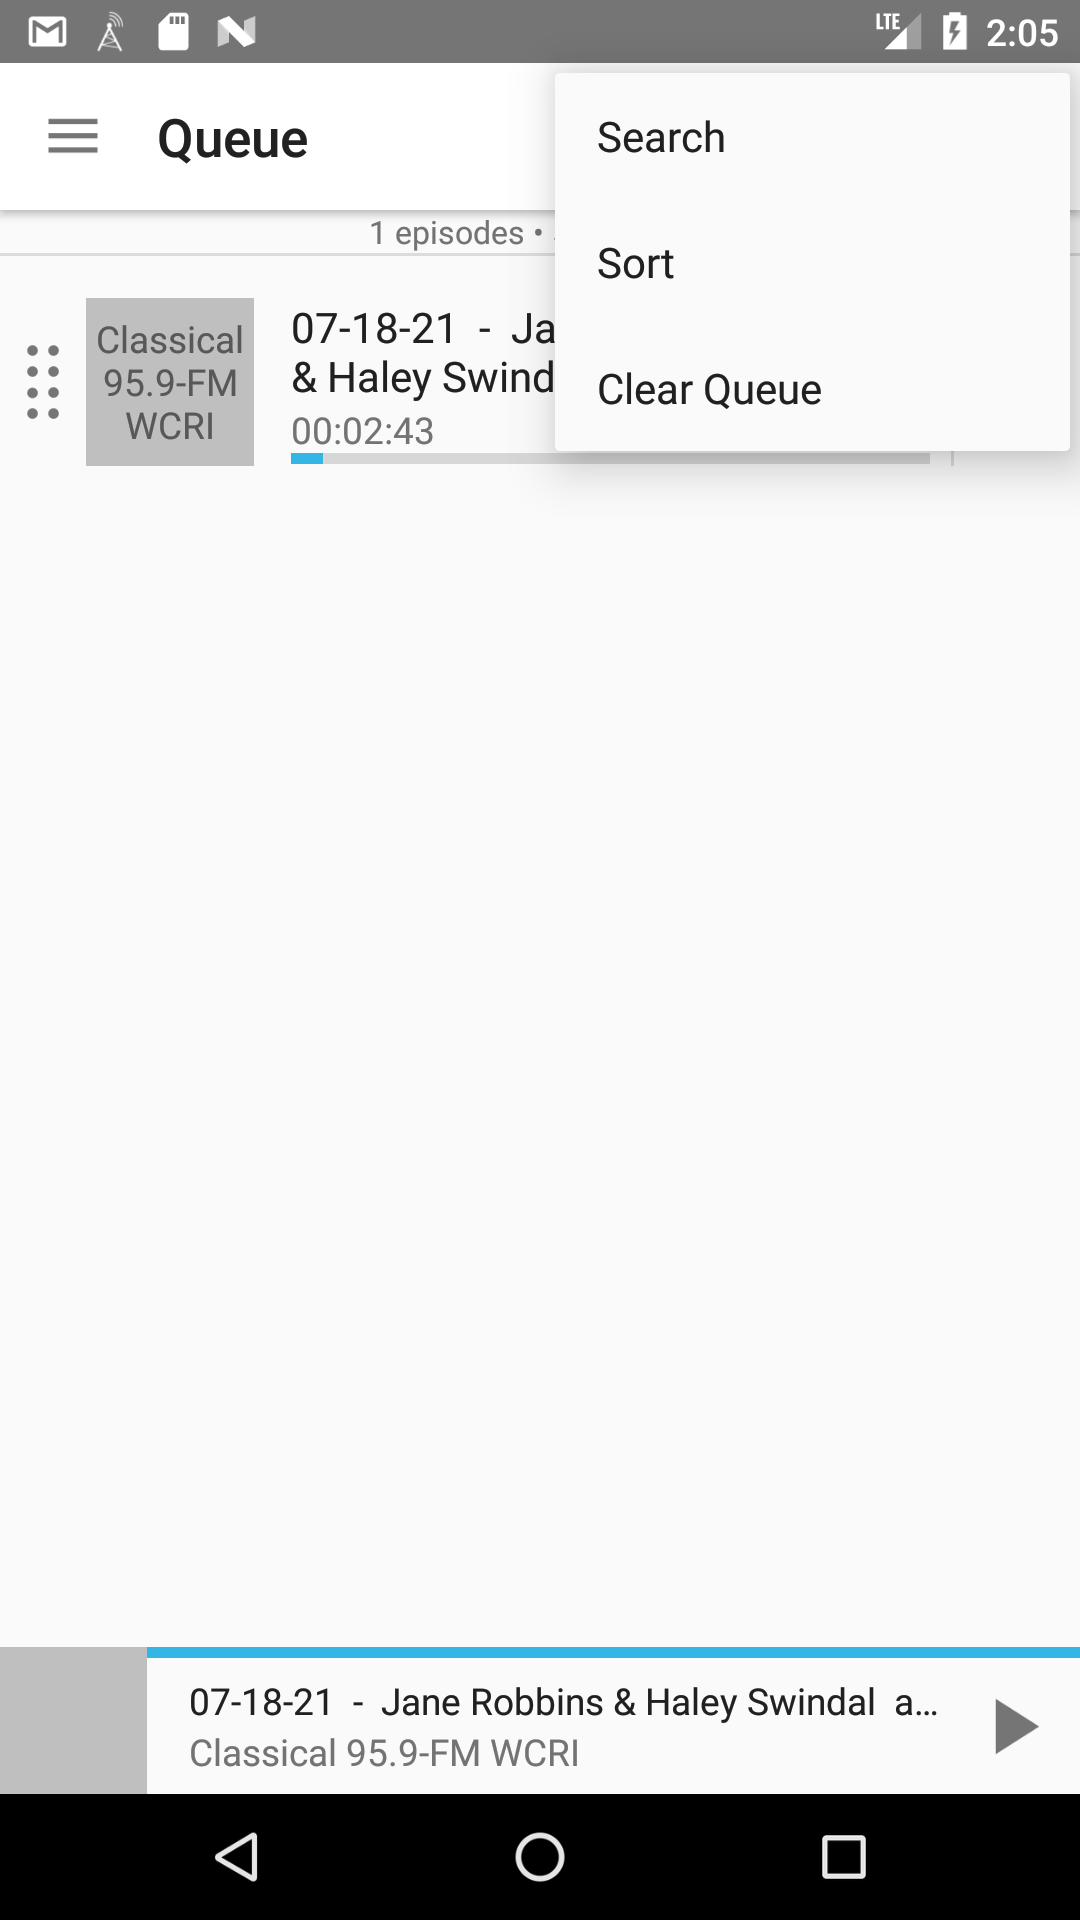 LTE 2:05
Queue
Search
Sort
Clear Queue
1 episodes •
Classical
95.9-FM
WCRI
07-18-21 - Ja
& Haley Swind
00:02:43
07-18-21 - Jane Robbins & Haley Swindal a...
Classical 95.9-FM WCRI